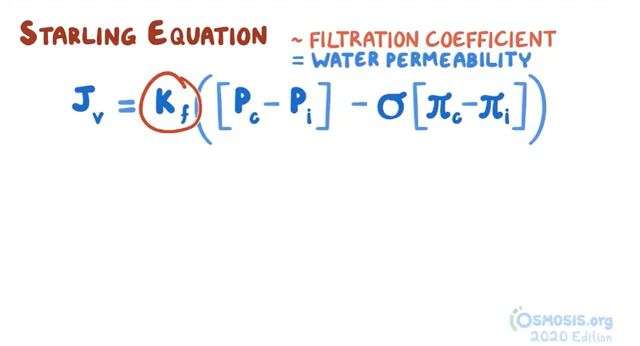 STARLING EQUATION
~ FILTRATION COEFFICIENT
= WATER PERMEABILITY
Jv = Kf ([Pc - Pi] - σ[πc - πi])
OSMOSIS.org
2020 Edition